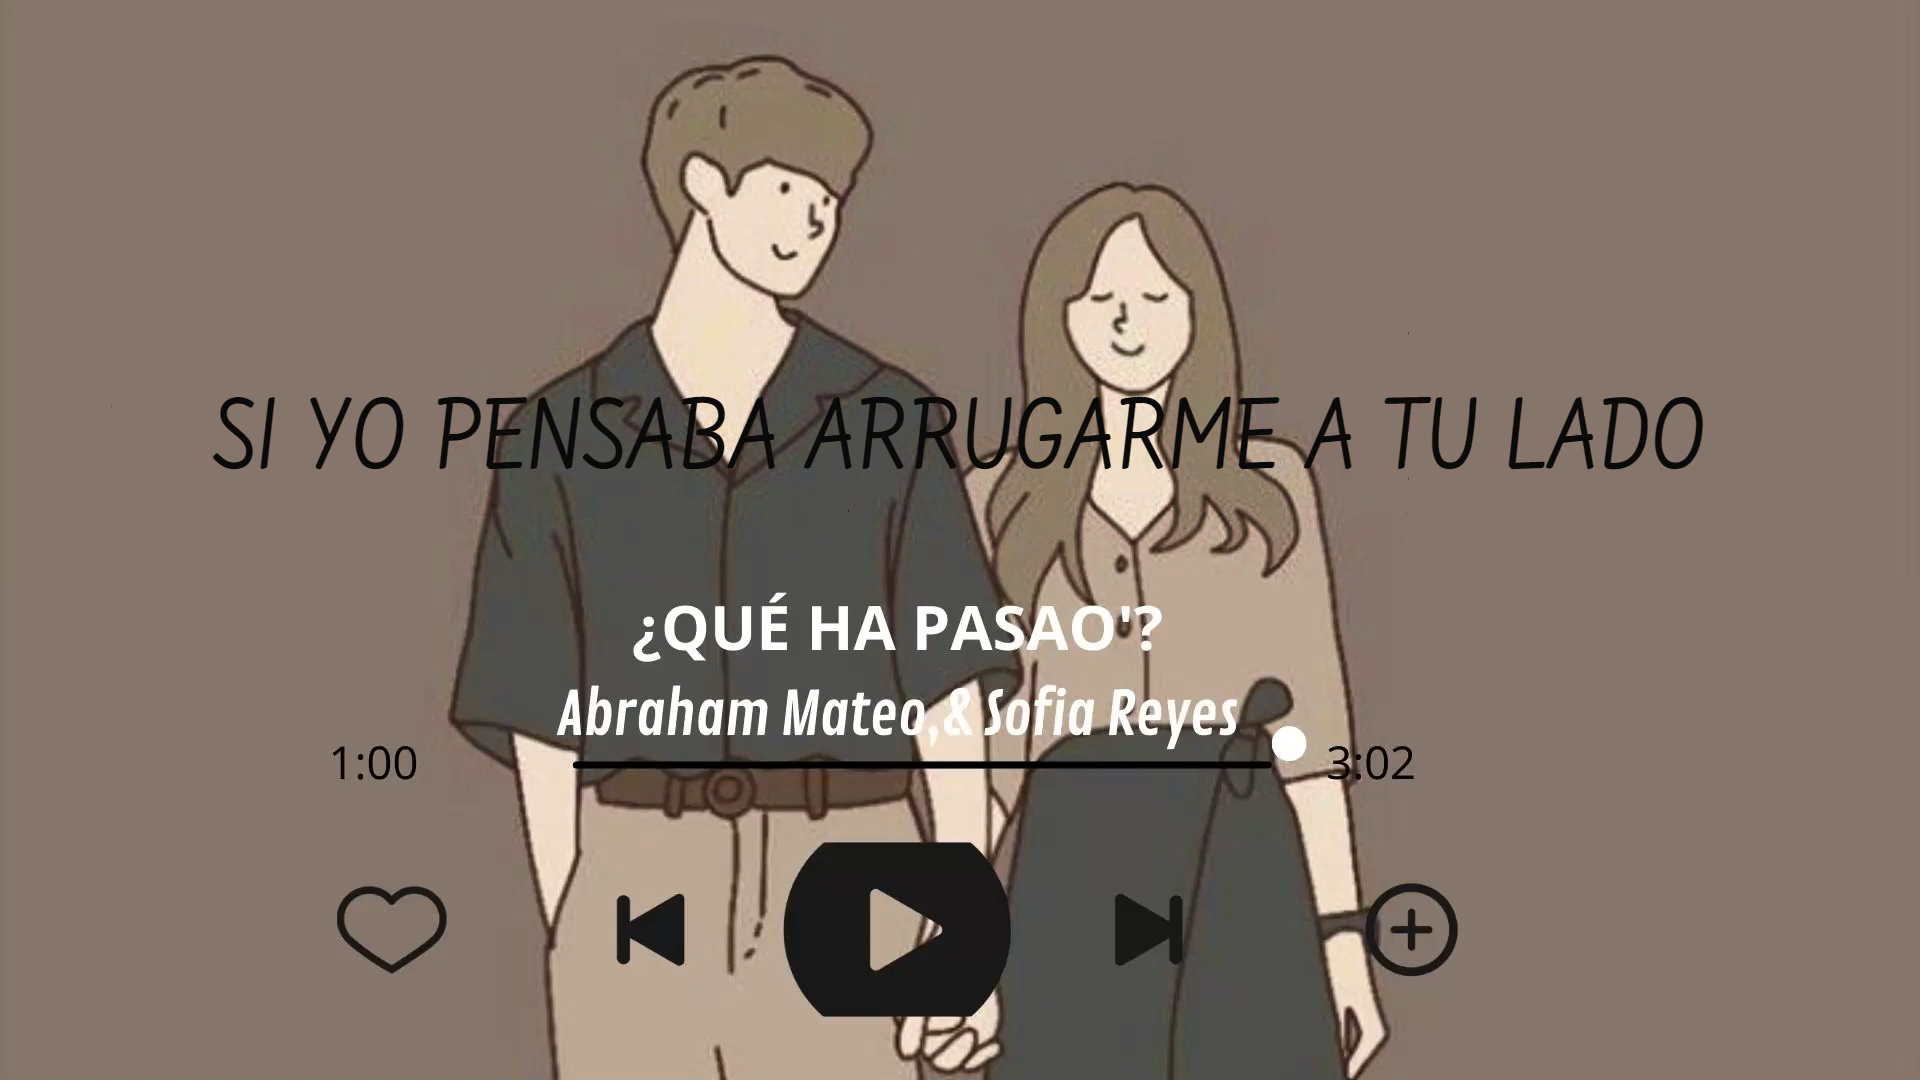 SI YO PENSABA ARRUGARME A TU LADO
¿QUÉ HA PASAO'?
Abraham Mateo,& Sofia Reyes
1:00
3:02